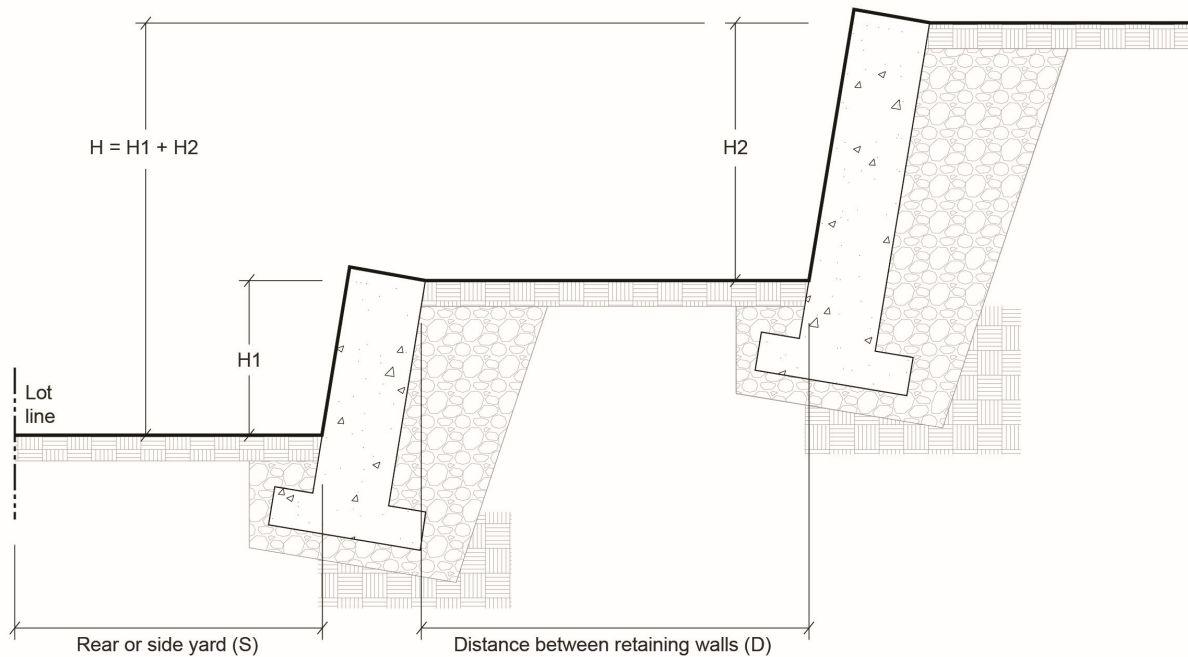 H = H1 + H2
H2
H1
Lot
line
Rear or side yard (S)
Distance between retaining walls (D)